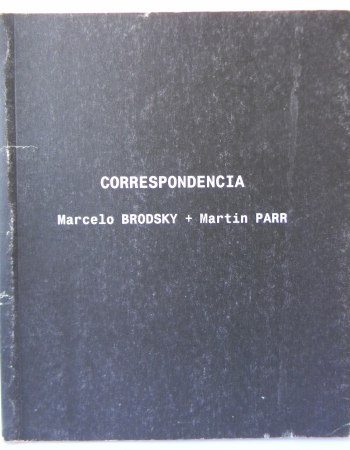 CORRESPONDENCIA
Marcelo BRODSKY + Martin PARR